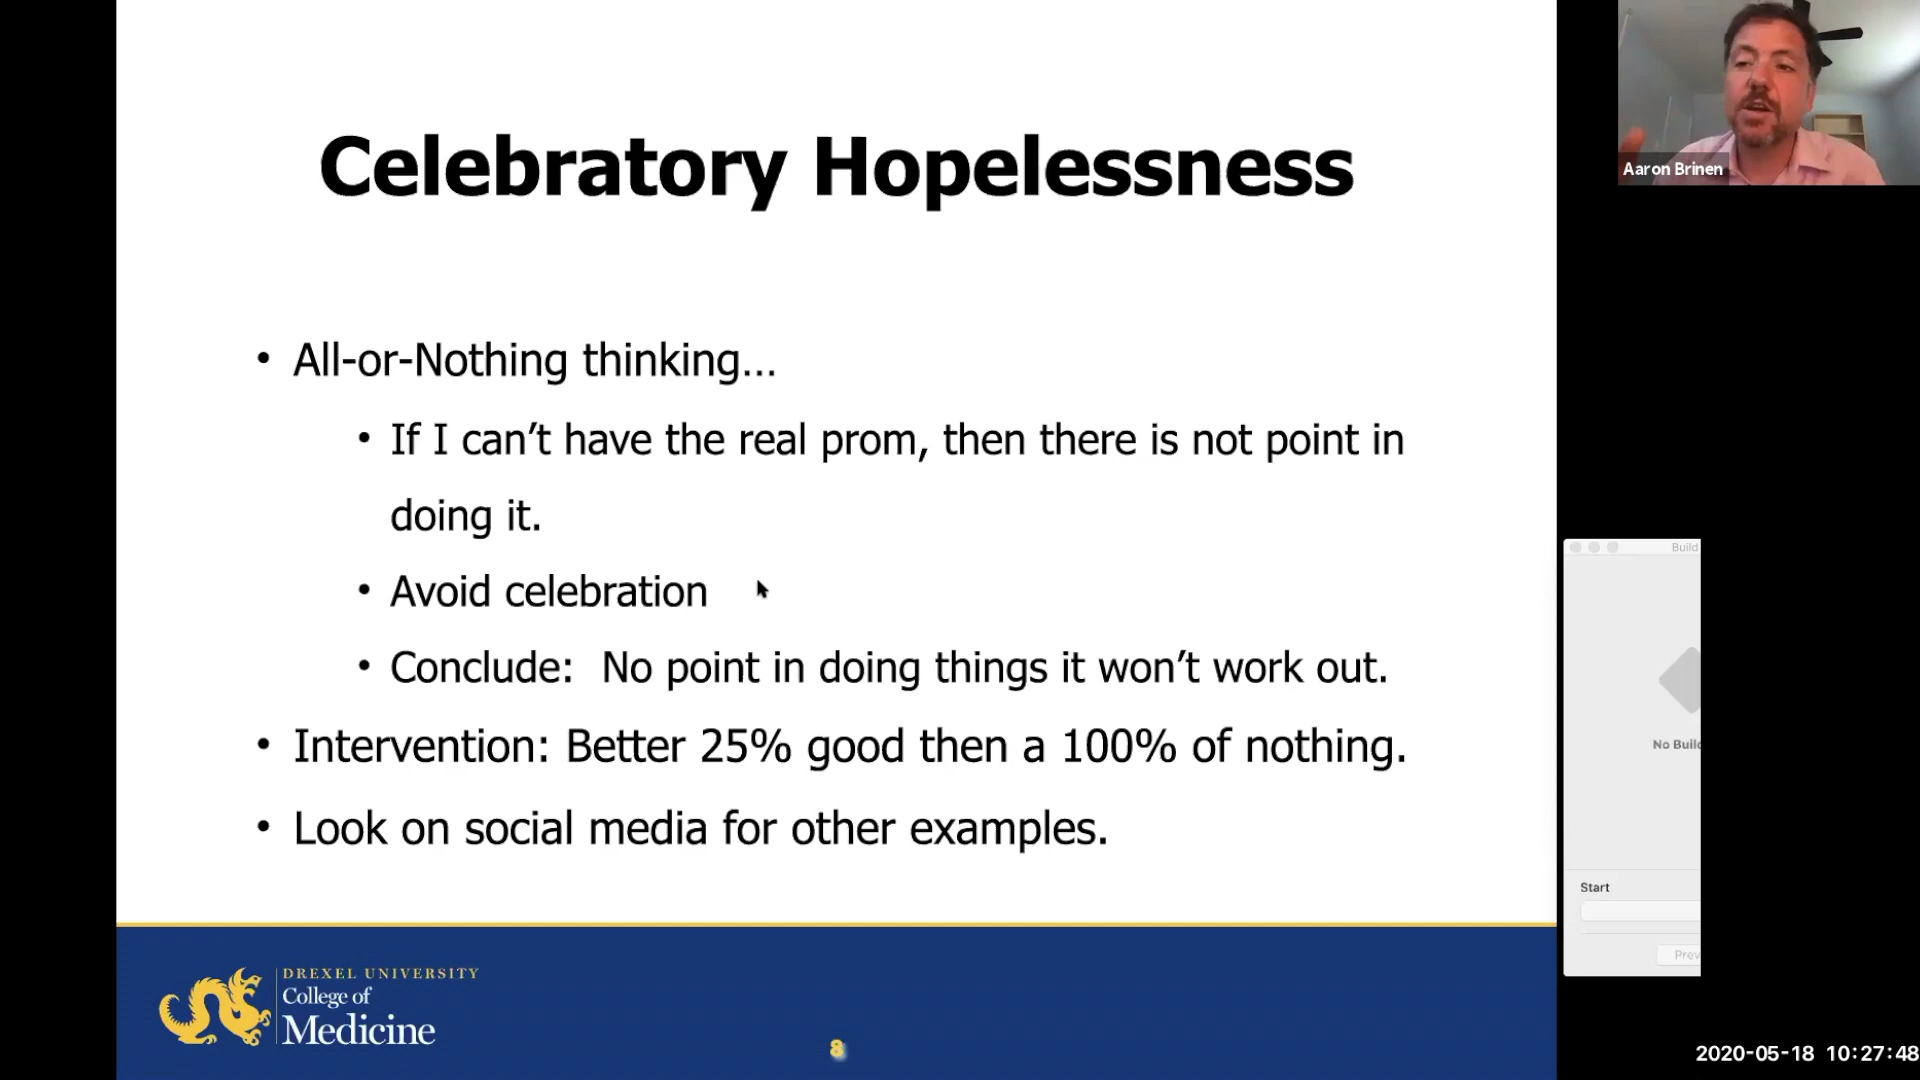 Celebratory Hopelessness
• All-or-Nothing thinking...
• If I can't have the real prom, then there is not point in
doing it.
• Avoid celebration
• Conclude:  No point in doing things it won't work out.
• Intervention: Better 25% good then a 100% of nothing.
• Look on social media for other examples.
DREXEL UNIVERSITY
College of
Medicine
8
Aaron Brinen
Build
No Build
Start
Prev
2020-05-18 10:27:48